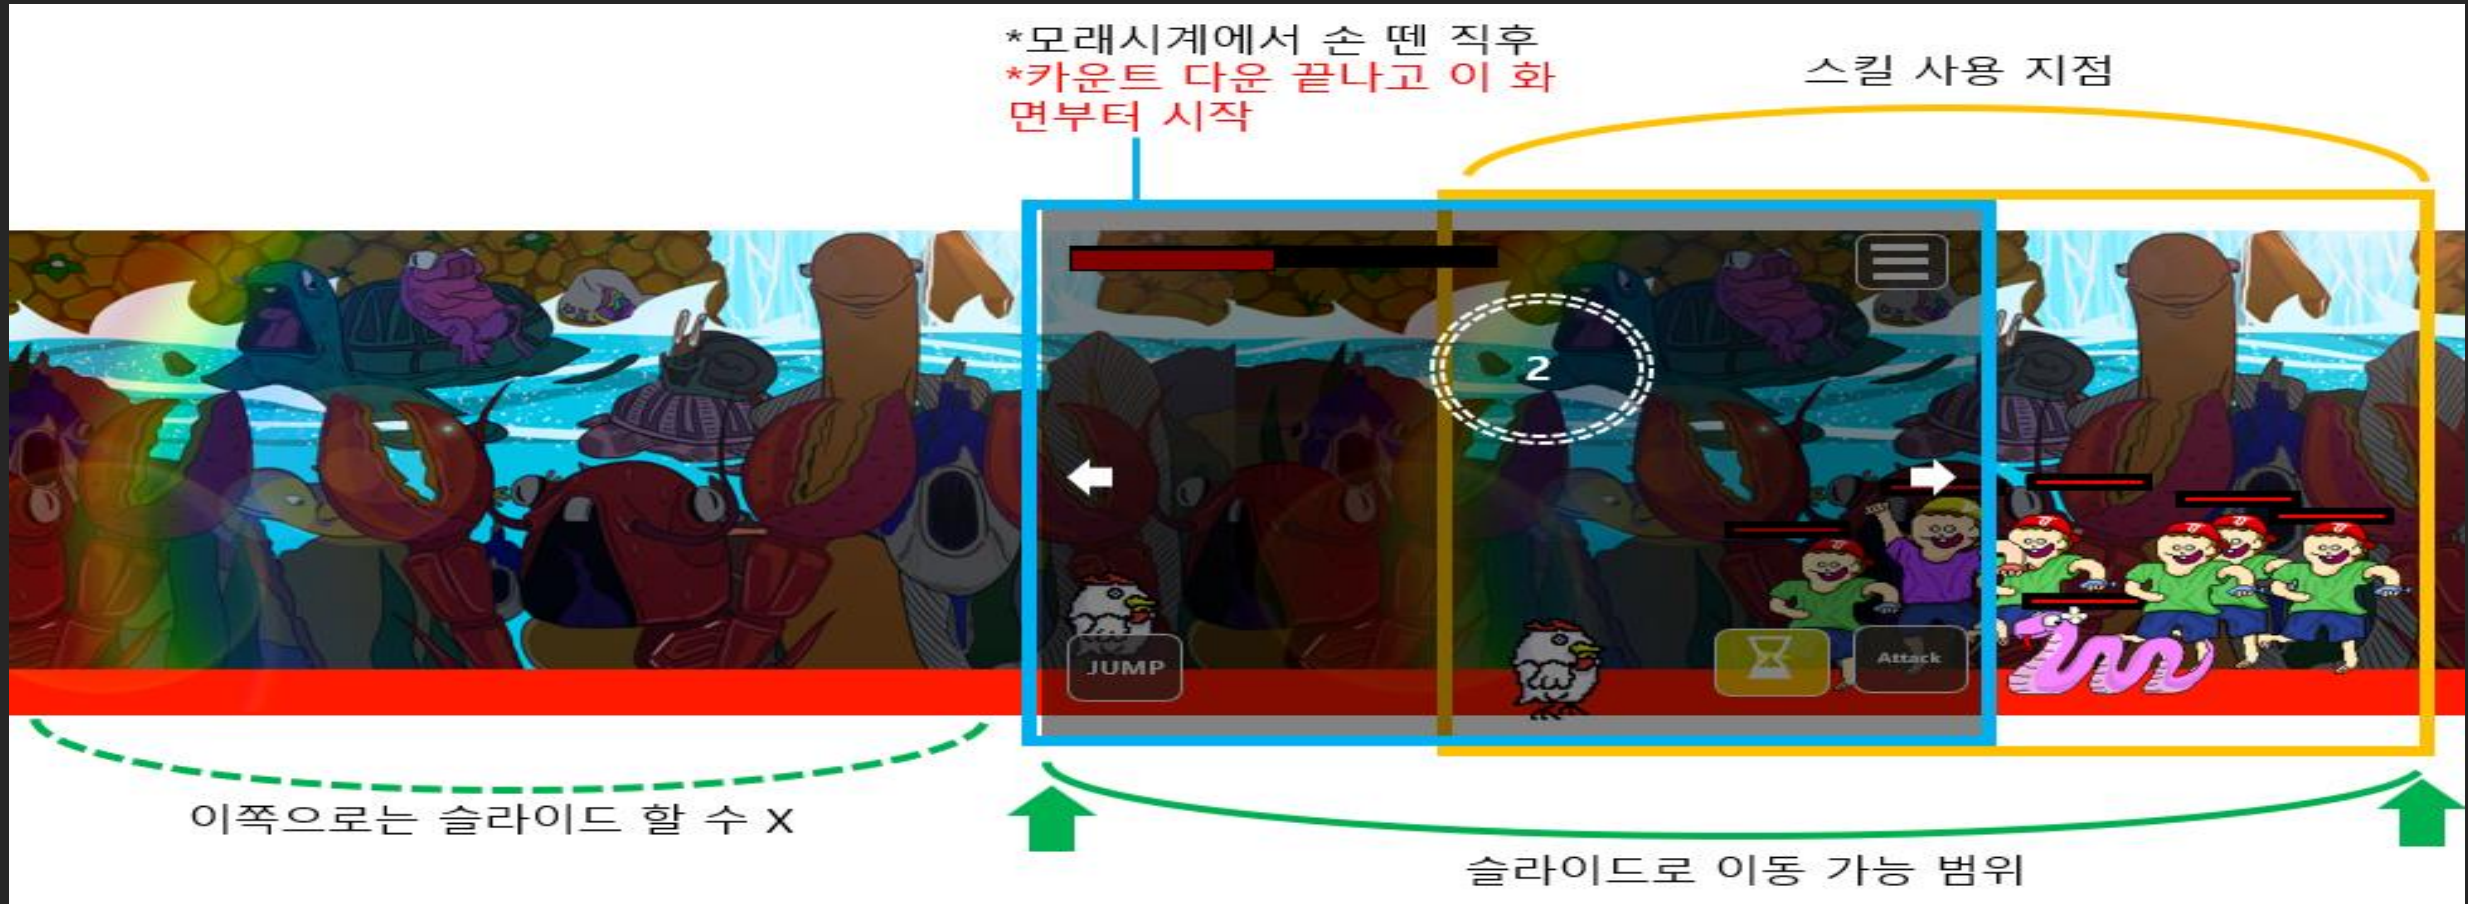 *모래시계에서 손 뗀 직후
*카운트 다운 끝나고 이 화
면부터 시작
스킬 사용 지점
2
JUMP
Attack
이쪽으로는 슬라이드 할 수 X
슬라이드로 이동 가능 범위